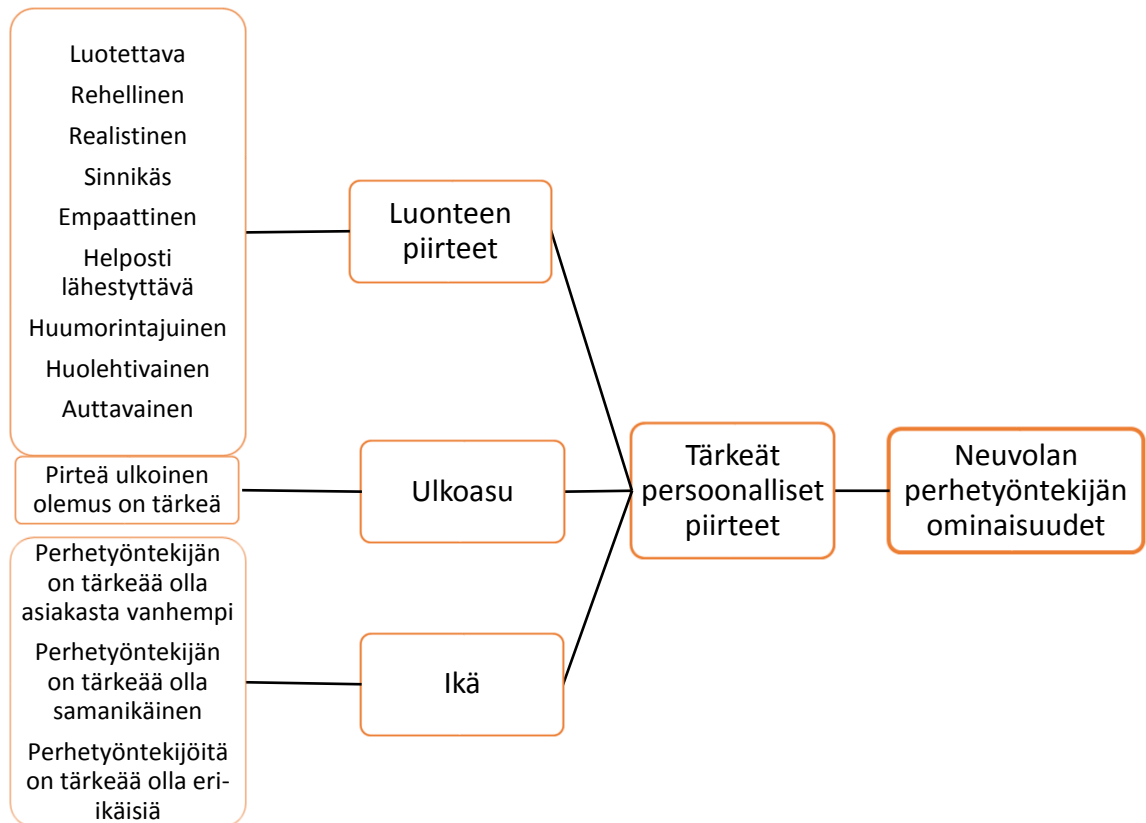 Luotettava
Rehellinen
Realistinen
Sinnikäs
Empaattinen
Helposti
lähestyttävä
Huumorintajuinen
Huolehtivainen
Auttavainen
Luonteen
piirteet
Pirteä ulkoinen
olemus on tärkeä
Ulkoasu
Perhetyöntekijän
on tärkeää olla
asiakasta vanhempi
Perhetyöntekijän
on tärkeää olla
samanikäinen
Perhetyöntekijöitä
on tärkeää olla eri-
ikäisiä
Ikä
Tärkeät
persoonalliset
piirteet
Neuvolan
perhetyöntekijän
ominaisuudet